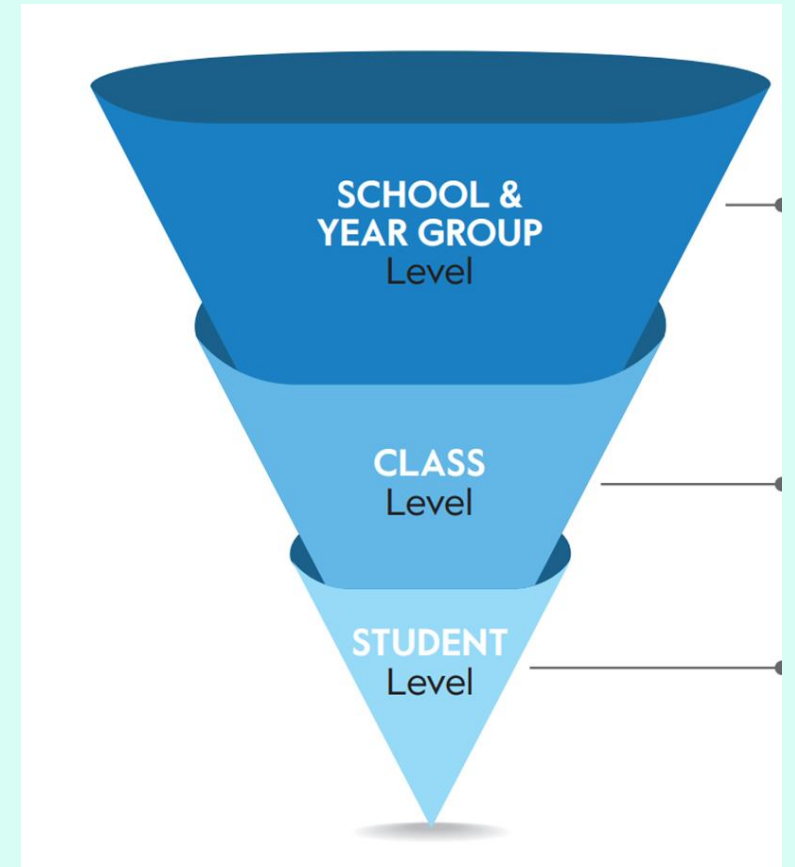 SCHOOL &
YEAR GROUP
Level
CLASS
Level
STUDENT
Level